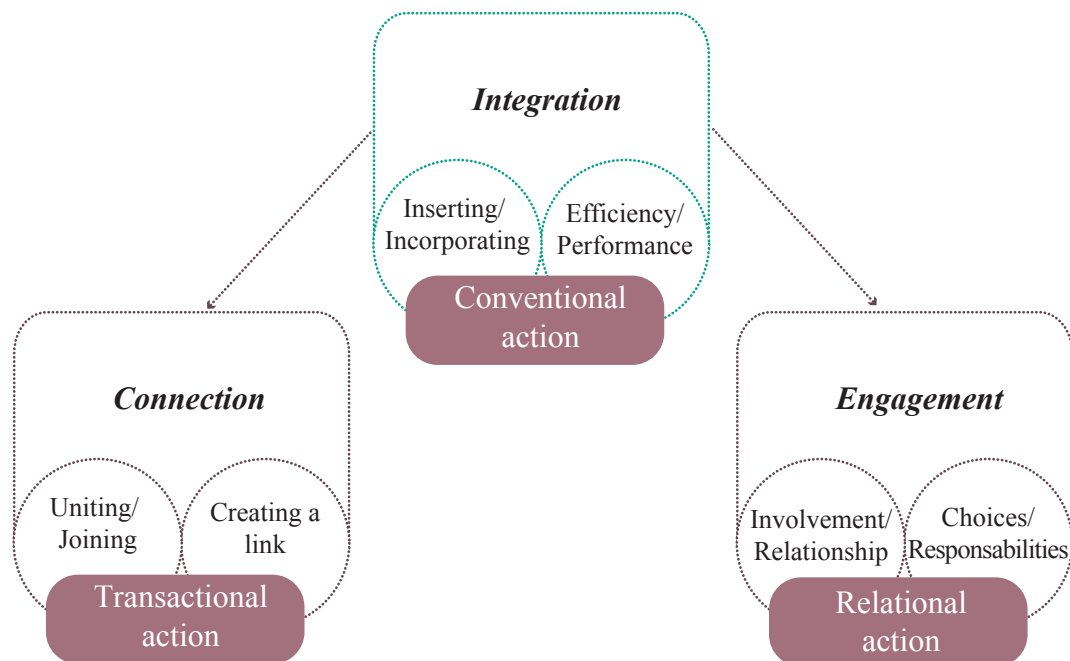 Integration
Inserting/
Incorporating
Efficiency/
Performance
Conventional
action
Connection
Uniting/
Joining
Creating a
link
Transactional
action
Engagement
Involvement/
Relationship
Choices/
Responsabilities
Relational
action